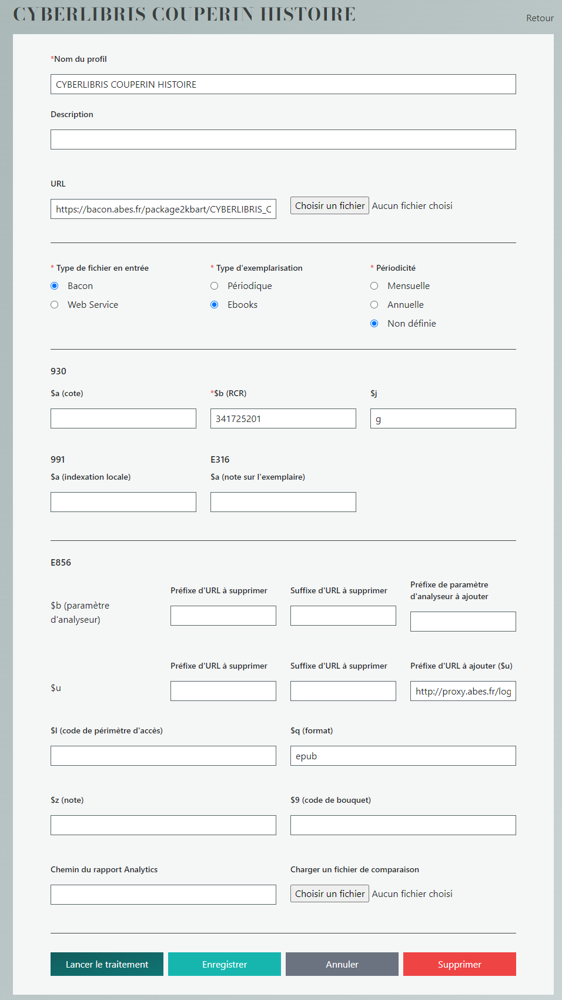 CYBERLIBRIS COUPERIN HISTOIRE
Retour
*Nom du profil
CYBERLIBRIS COUPERIN HISTOIRE
Description
URL
https://bacon.abes.fr/package2kbart/CYBERLIBRIS_C
Choisir un fichier Aucun fichier choisi
* Type de fichier en entrée
* Type d'exemplarisation
* Périodicité
Bacon
Périodique
Mensuelle
Web Service
Ebooks
Annuelle
Non définie
930
$a (cote)
*$b (RCR)
$j
341725201
g
991
E316
$a (indexation locale)
$a (note sur l'exemplaire)
E856
$b (paramètre
d'analyseur)
Préfixe d'URL à supprimer
Suffixe d'URL à supprimer
Préfixe de paramètre
d'analyseur à ajouter
$u
Préfixe d'URL à supprimer
Suffixe d'URL à supprimer
Préfixe d'URL à ajouter ($u)
http://proxy.abes.fr/log
$l (code de périmètre d'accès)
$q (format)
epub
$z (note)
$9 (code de bouquet)
Chemin du rapport Analytics
Charger un fichier de comparaison
Choisir un fichier Aucun fichier choisi
Lancer le traitement
Enregistrer
Annuler
Supprimer